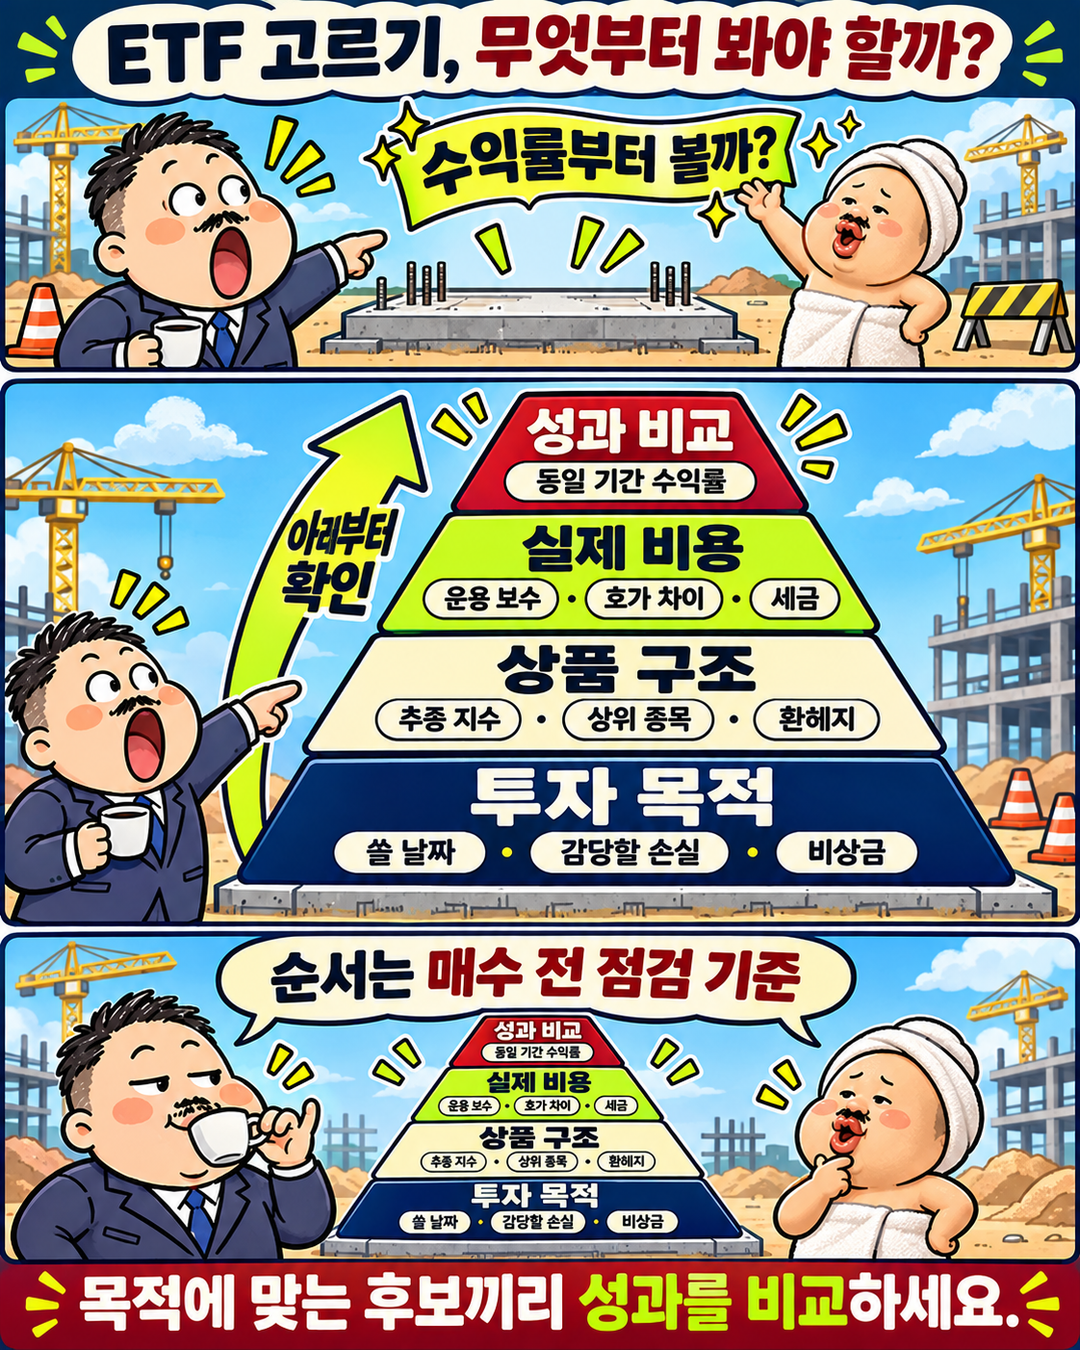 ETF 고르기, 무엇부터 봐야 할까?
수익률부터 볼까?
성과 비교
동일 기간 수익률
실제 비용
운용 보수 • 호가 차이 • 세금
상품 구조
추종 지수 • 상위 종목 • 환헤지
투자 목적
쓸 날짜 • 감당할 손실 • 비상금
아래부터
확인
순서는 매수 전 점검 기준
성과 비교
동일 기간 수익률
실제 비용
운용 보수 • 호가 차이 • 세금
상품 구조
추종 지수 • 상위 종목 • 환헤지
투자 목적
쓸 날짜 • 감당할 손실 • 비상금
목적에 맞는 후보끼리 성과를 비교하세요.